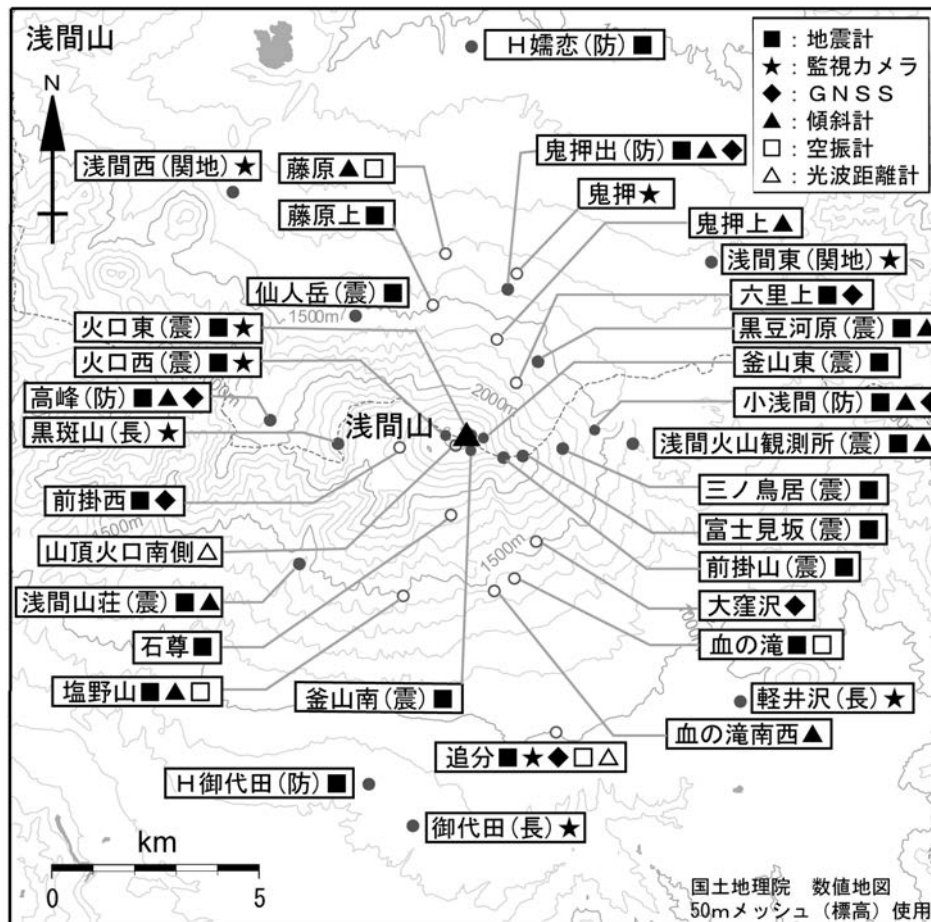 浅間山
N
H嬬恋(防)■
■：地震計
★：監視カメラ
◆：GNSS
▲：傾斜計
□：空振計
△：光波距離計
浅間西(関地)★
藤原▲□
鬼押出(防)■▲◆
鬼押★
藤原上■
鬼押上▲
浅間東(関地)★
仙人岳(震)■
1500m
六里上■◆
火口東(震)■★
黒豆河原(震)■▲
火口西(震)■★
2000m
釜山東(震)■
高峰(防)■▲◆
小浅間(防)■▲◆
黒斑山(長)★
浅間山
浅間火山観測所(震)■▲
前掛西■◆
三ノ鳥居(震)■
1500m
富士見坂(震)■
山頂火口南側△
1500m
前掛山(震)■
浅間山荘(震)■▲
大窪沢◆
石尊■
血の滝■□
塩野山■▲□
釜山南(震)■
軽井沢(長)★
血の滝南西▲
追分■★◆□△
H御代田(防)■
御代田(長)★
km
0 5
国土地理院 数値地図
50mメッシュ(標高)使用